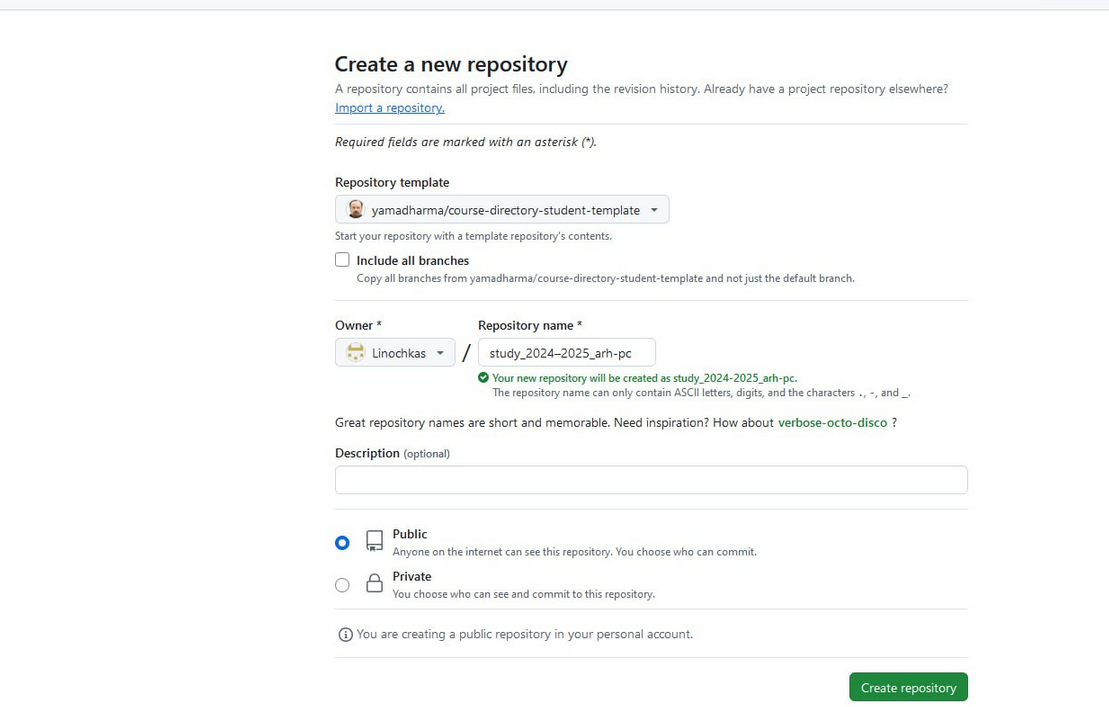 Create a new repository
A repository contains all project files, including the revision history. Already have a project repository elsewhere?
Import a repository.
Required fields are marked with an asterisk (*).
Repository template
yamadharma/course-directory-student-template
Start your repository with a template repository's contents.
Include all branches
Copy all branches from yamadharma/course-directory-student-template and not just the default branch.
Owner * Repository name *
Linochkas / study_2024–2025_arh-pc
Your new repository will be created as study_2024-2025_arh-pc.
The repository name can only contain ASCII letters, digits, and the characters ., -, and _.
Great repository names are short and memorable. Need inspiration? How about verbose-octo-disco ?
Description (optional)
Public
Anyone on the internet can see this repository. You choose who can commit.
Private
You choose who can see and commit to this repository.
You are creating a public repository in your personal account.
Create repository